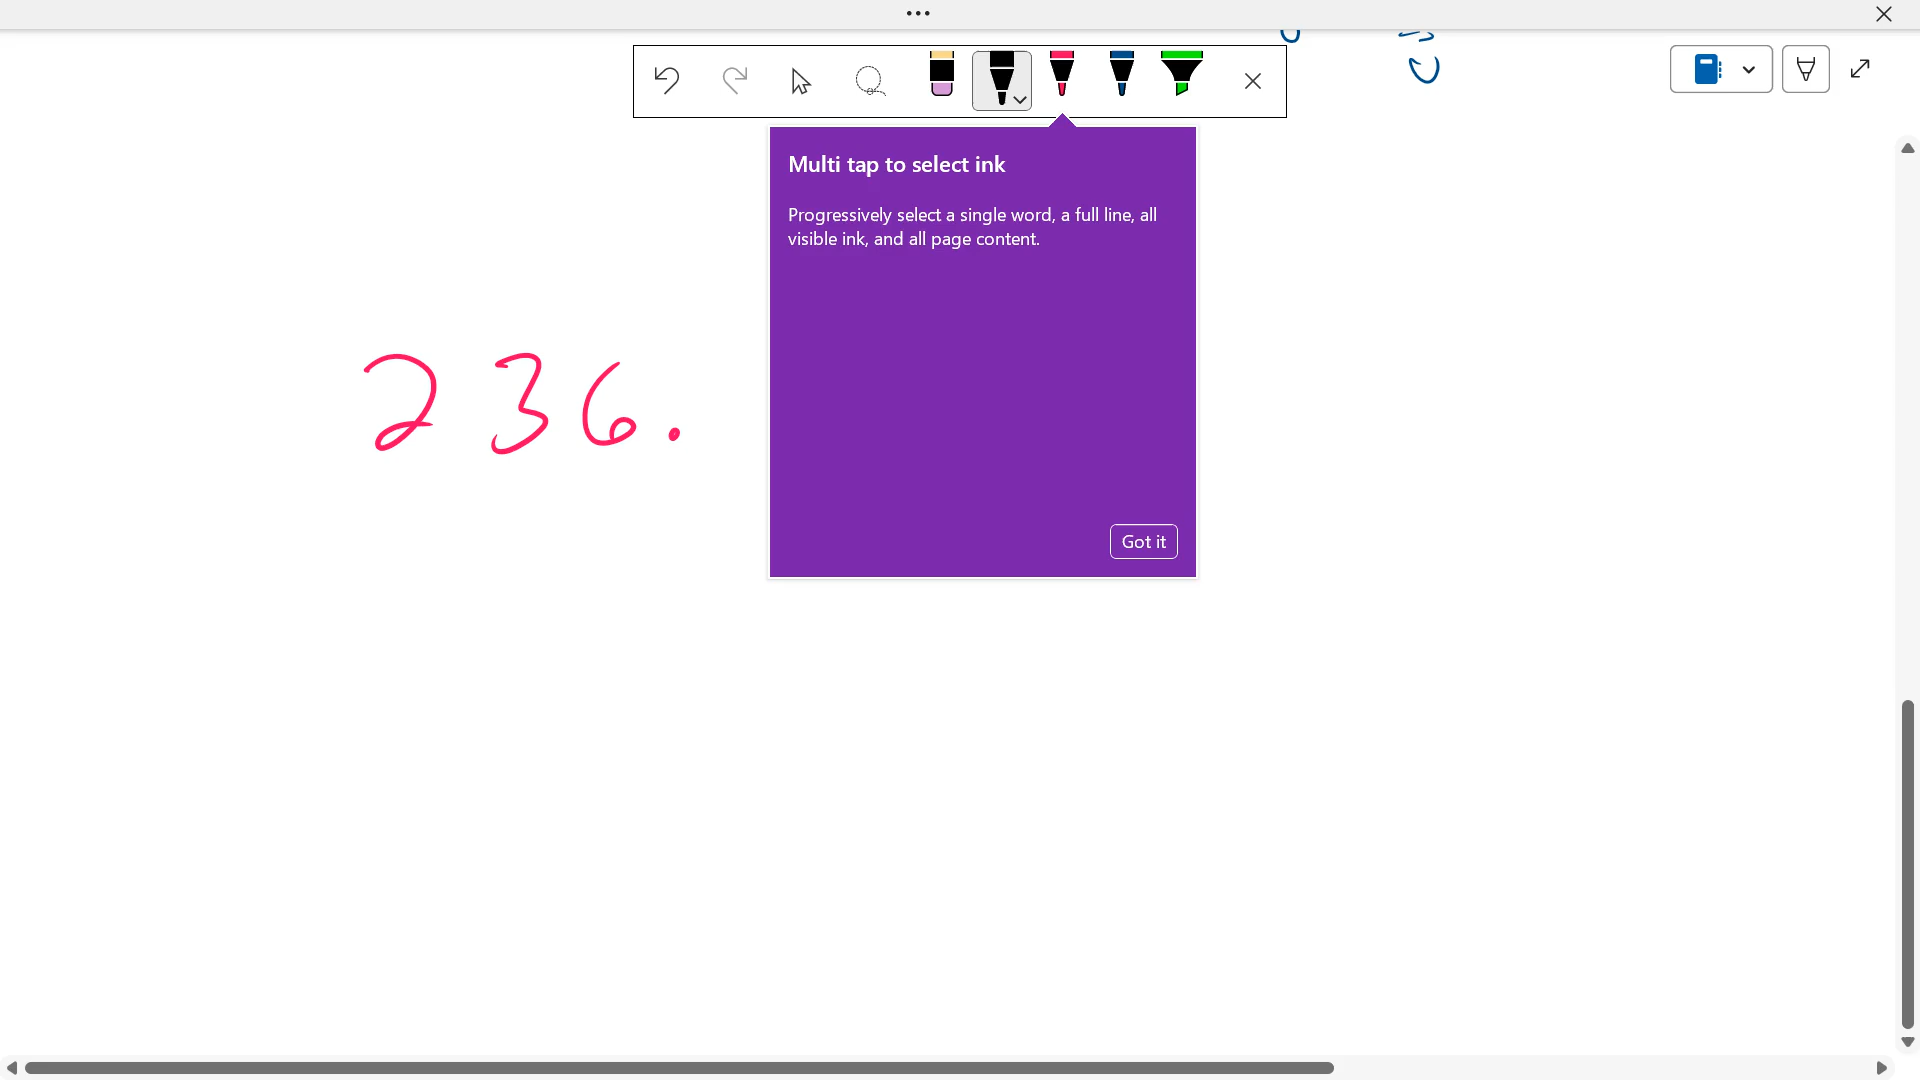 Multi tap to select ink
Progressively select a single word, a full line, all
visible ink, and all page content.
236.
Got it